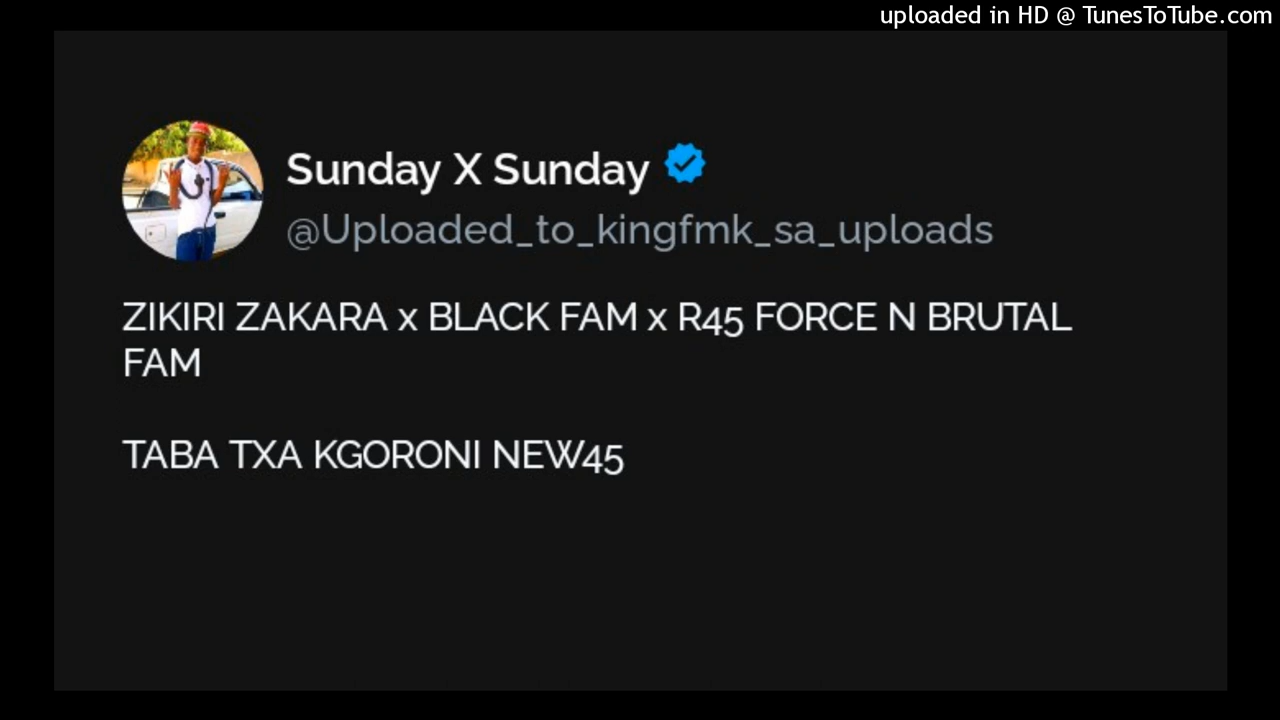 uploaded in HD @ TunesToTube.com
Sunday X Sunday
@Uploaded_to_kingfmk_sa_uploads
ZIKIRI ZAKARA x BLACK FAM x R45 FORCE N BRUTAL
FAM
TABA TXA KGORONI NEW45